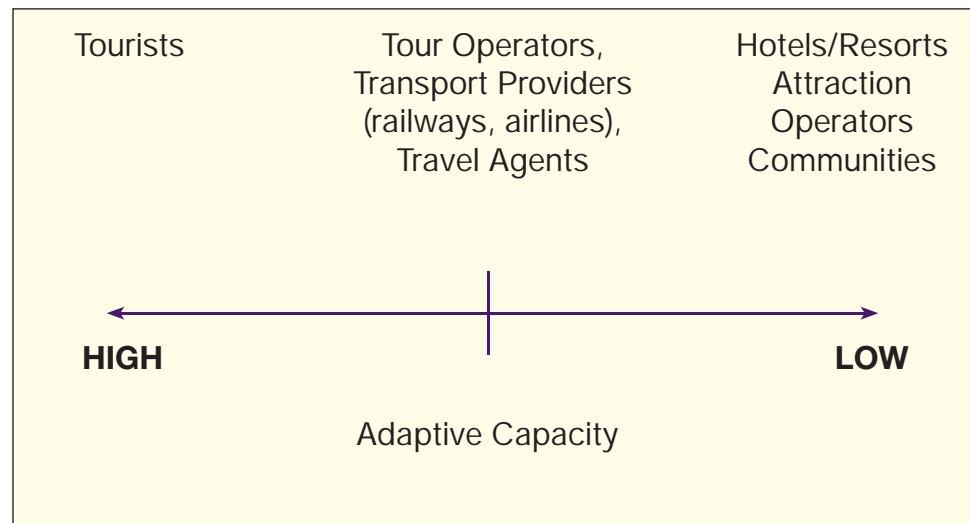 Tourists
Tour Operators,
Transport Providers
(railways, airlines),
Travel Agents
Hotels/Resorts
Attraction
Operators
Communities
HIGH
LOW
Adaptive Capacity